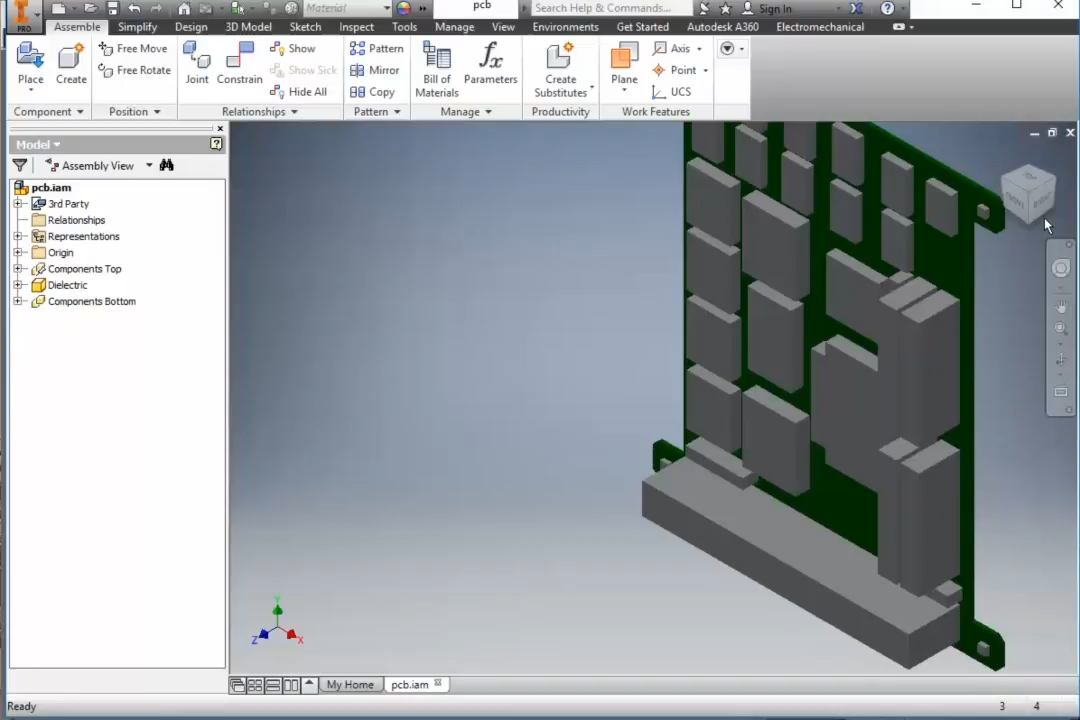 PRO
Material
pcb
Search Help & Commands...
Sign In
Assemble Simplify Design 3D Model Sketch Inspect Tools Manage View Environments Get Started Autodesk A360 Electromechanical
Place
Create
Free Move
Free Rotate
Joint
Constrain
Show
Show Sick
Hide All
Pattern
Mirror
Copy
Bill of
Materials
fx
Parameters
Create
Substitutes
Plane
Axis
Point
UCS
Component Position Relationships Pattern Manage Productivity Work Features
Model
Assembly View
pcb.iam
3rd Party
Relationships
Representations
Origin
Components Top
Dielectric
Components Bottom
Y
Z
X
My Home
pcb.iam
Ready
3 4